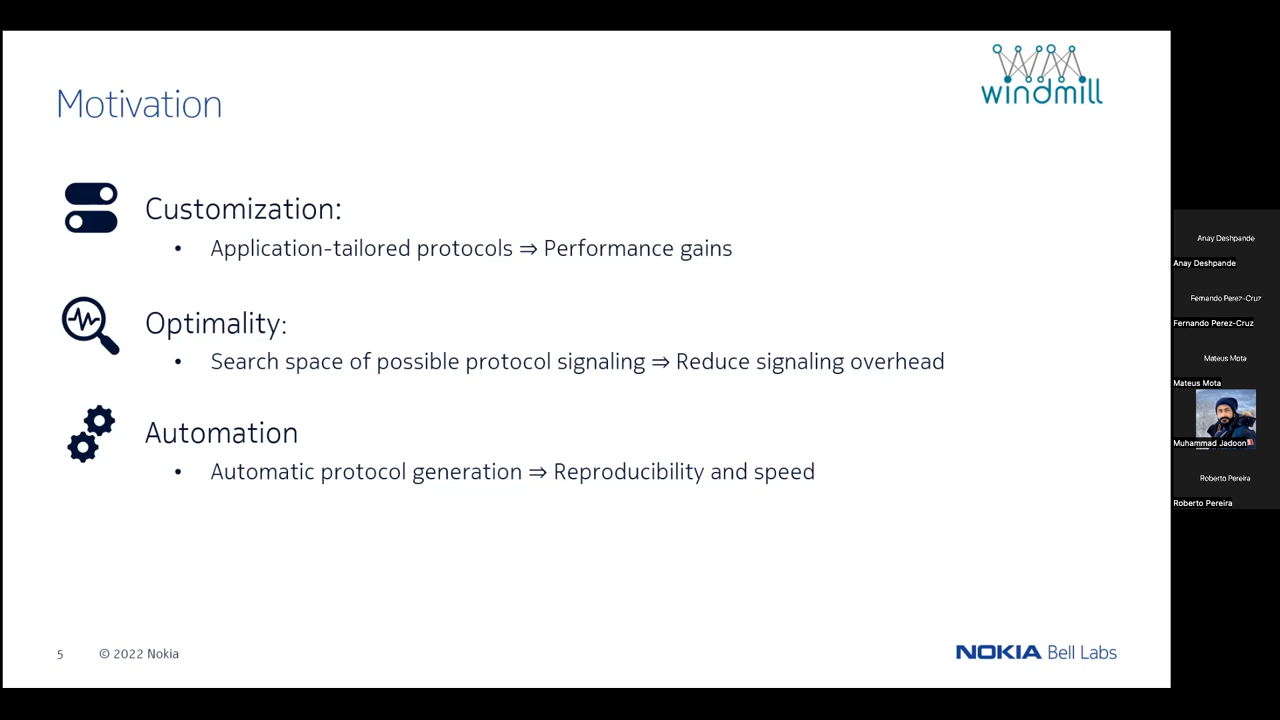 windmill
Motivation
Customization:
• Application-tailored protocols ⇒ Performance gains
Optimality:
• Search space of possible protocol signaling ⇒ Reduce signaling overhead
Automation
• Automatic protocol generation ⇒ Reproducibility and speed
5 © 2022 Nokia
NOKIA Bell Labs
Anay Deshpande
Anay Deshpande
Fernando Perez-Cruz
Fernando Perez-Cruz
Mateus Mota
Mateus Mota
Muhammad Jadoon
Roberto Pereira
Roberto Pereira